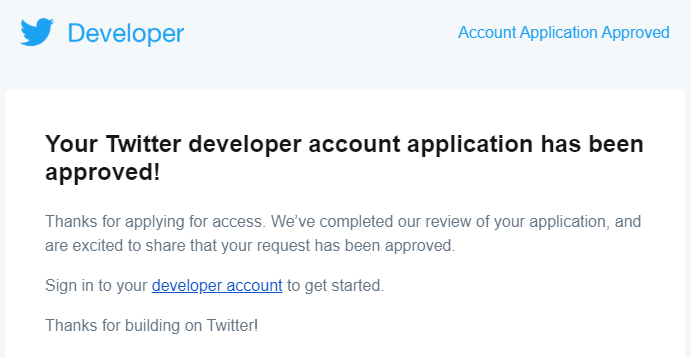 Developer
Account Application Approved
Your Twitter developer account application has been
approved!
Thanks for applying for access. We’ve completed our review of your application, and
are excited to share that your request has been approved.
Sign in to your developer account to get started.
Thanks for building on Twitter!